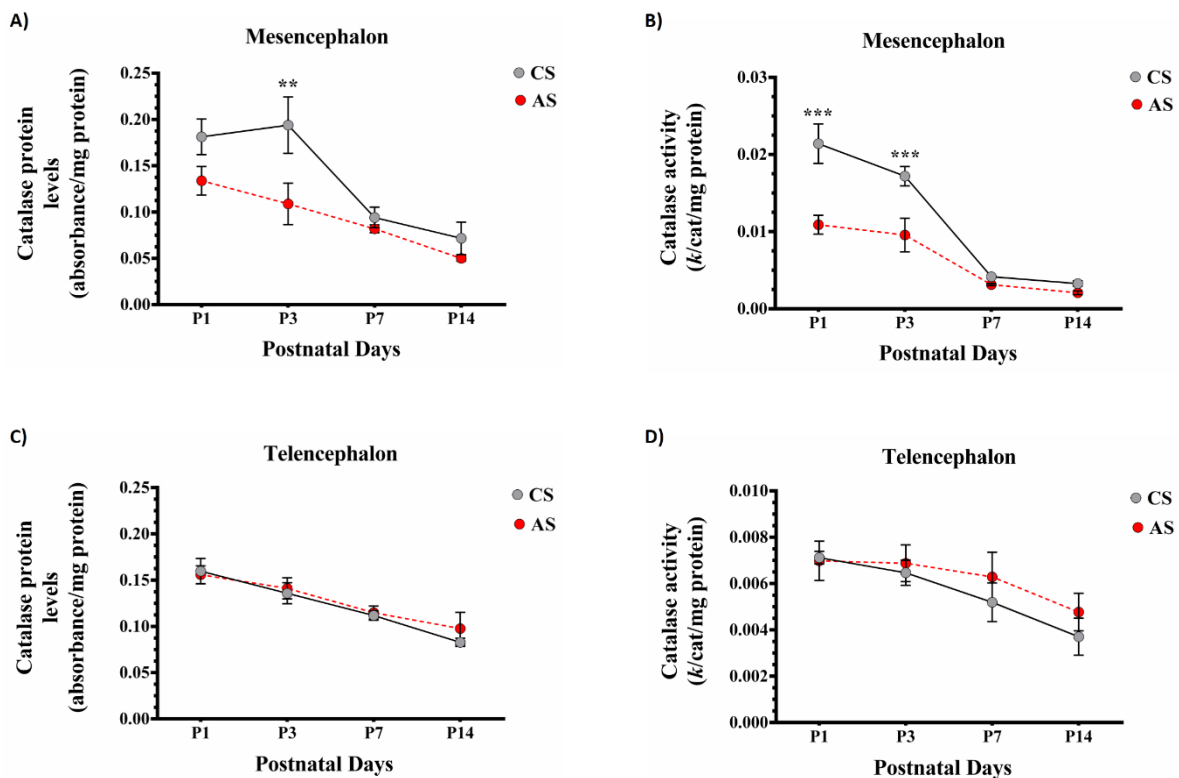 A)
Mesencephalon
CS
AS
**
0.25
0.20
0.15
0.10
0.05
0.00
Catalase protein
levels
(absorbance/mg protein)
P1 P3 P7 P14
Postnatal Days
B)
Mesencephalon
CS
AS
***
***
0.03
0.02
0.01
0.00
Catalase activity
(k/cat/mg protein)
P1 P3 P7 P14
Postnatal Days
C)
Telencephalon
CS
AS
0.25
0.20
0.15
0.10
0.05
0.00
Catalase protein
levels
(absorbance/mg protein)
P1 P3 P7 P14
Postnatal Days
D)
Telencephalon
CS
AS
0.010
0.008
0.006
0.004
0.002
0.000
Catalase activity
(k/cat/mg protein)
P1 P3 P7 P14
Postnatal Days